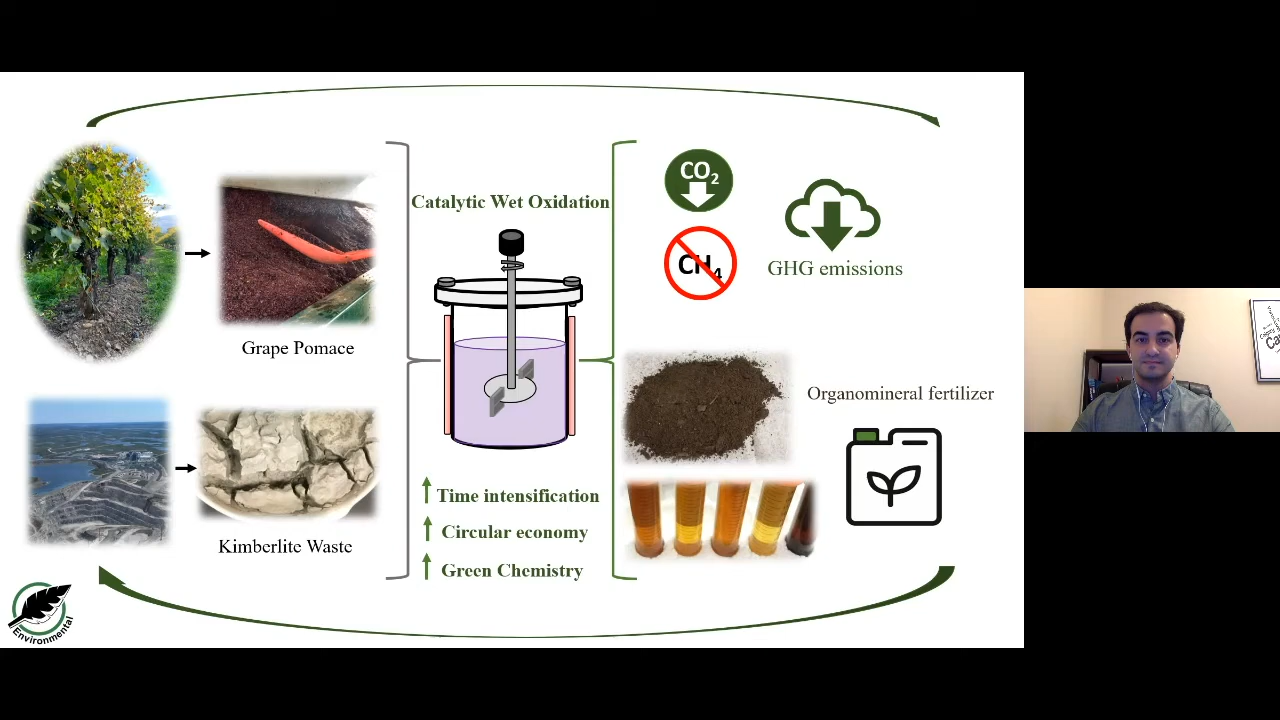 Catalytic Wet Oxidation
Grape Pomace
Kimberlite Waste
Time intensification
Circular economy
Green Chemistry
CO2
CH4
GHG emissions
Organomineral fertilizer
Environmental